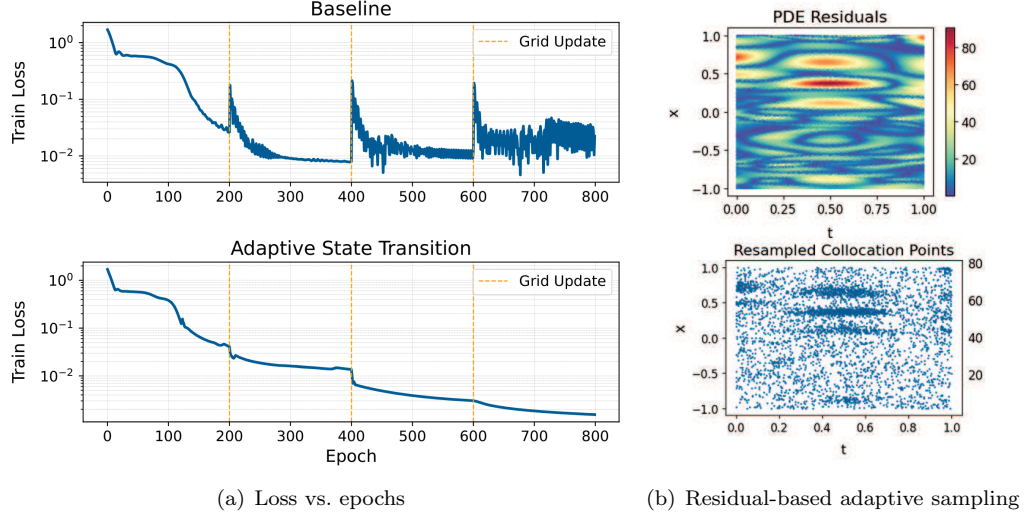 Baseline
Train Loss
10^0
10^-1
10^-2
Grid Update
0 100 200 300 400 500 600 700 800
Adaptive State Transition
Train Loss
10^0
10^-1
10^-2
Grid Update
0 100 200 300 400 500 600 700 800
Epoch
(a) Loss vs. epochs
PDE Residuals
x
1.0
0.5
0.0
−0.5
−1.0
0.00 0.25 0.50 0.75 1.00
t
80
60
40
20
Resampled Collocation Points
x
1.0
0.5
0.0
−0.5
−1.0
0.0 0.2 0.4 0.6 0.8 1.0
t
80
60
40
20
(b) Residual-based adaptive sampling